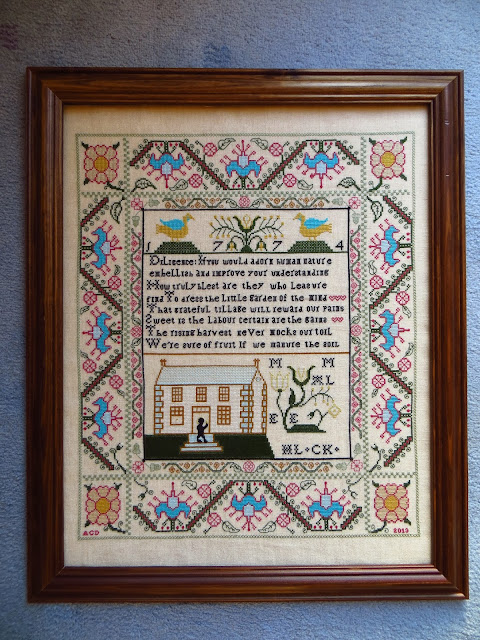 1 7 7 4
Diligence: If you would adorn human nature
embellish and improve your understanding
How truly blest are they who leasure
find To dress the Little Garden of the mind
That grateful tillage will reward our pains
Sweet is the Labour certain are the gains
The rising harvest never mocks our toil
We're sure of fruit if we manure the soil
M M
ML
E E
HL·CK·
ACD 2013